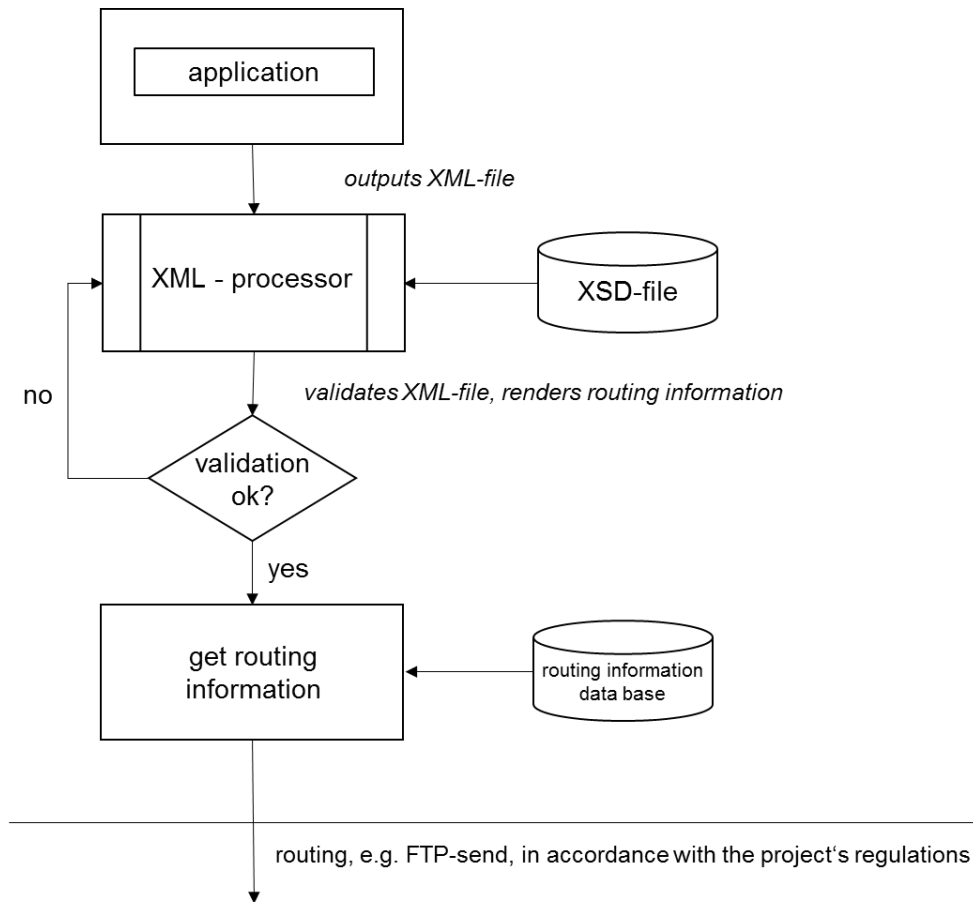 application
outputs XML-file
XML - processor
XSD-file
no
validates XML-file, renders routing information
validation
ok?
yes
get routing
information
routing information
data base
routing, e.g. FTP-send, in accordance with the project‘s regulations